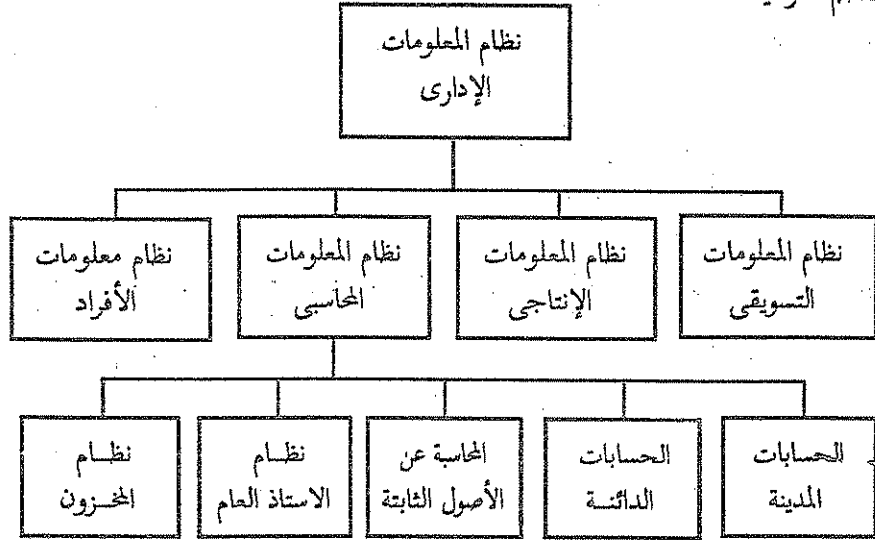 نظام المعلومات
الإدارى
نظام المعلومات
التسويقى
نظام المعلومات
الإنتاجى
نظام المعلومات
المحاسبى
نظام معلومات
الأفراد
الحسابات
المدينة
الحسابات
الدائنة
المحاسبة عن
الأصول الثابتة
نظام
الاستاذ العام
نظام
المخزون